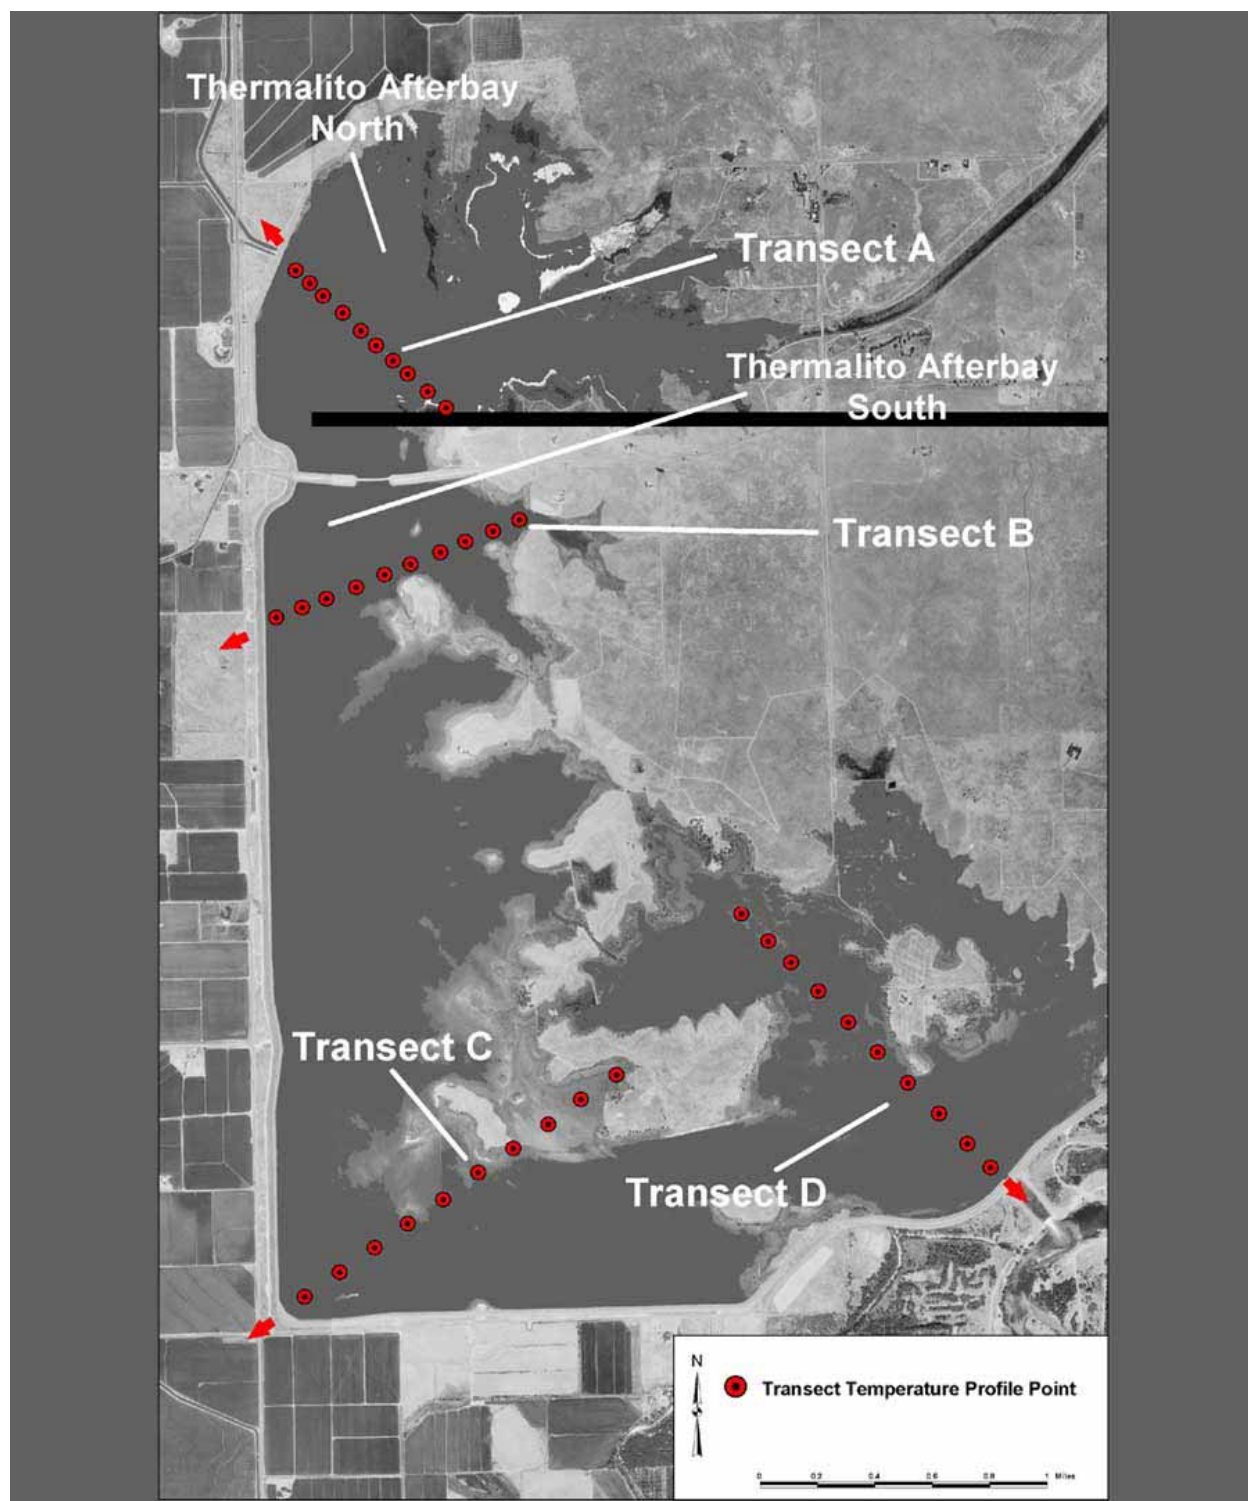 Thermalito Afterbay
North
Transect A
Thermalito Afterbay
South
Transect B
Transect C
Transect D
N
Transect Temperature Profile Point
0 0.2 0.4 0.6 0.8 1 Miles